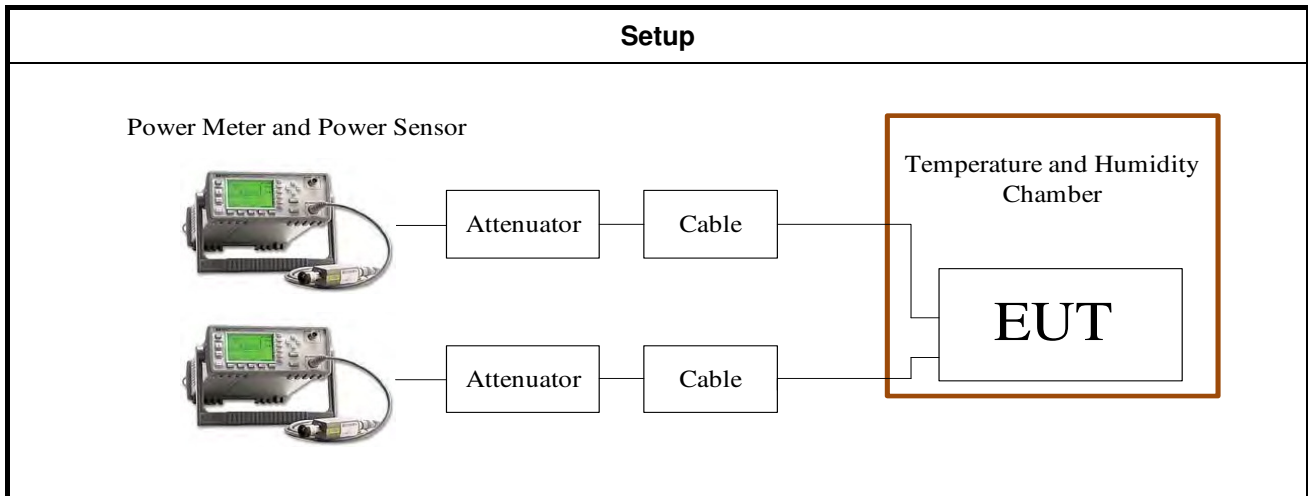 Setup
Power Meter and Power Sensor
Temperature and Humidity
Chamber
Attenuator
Cable
EUT
Attenuator
Cable